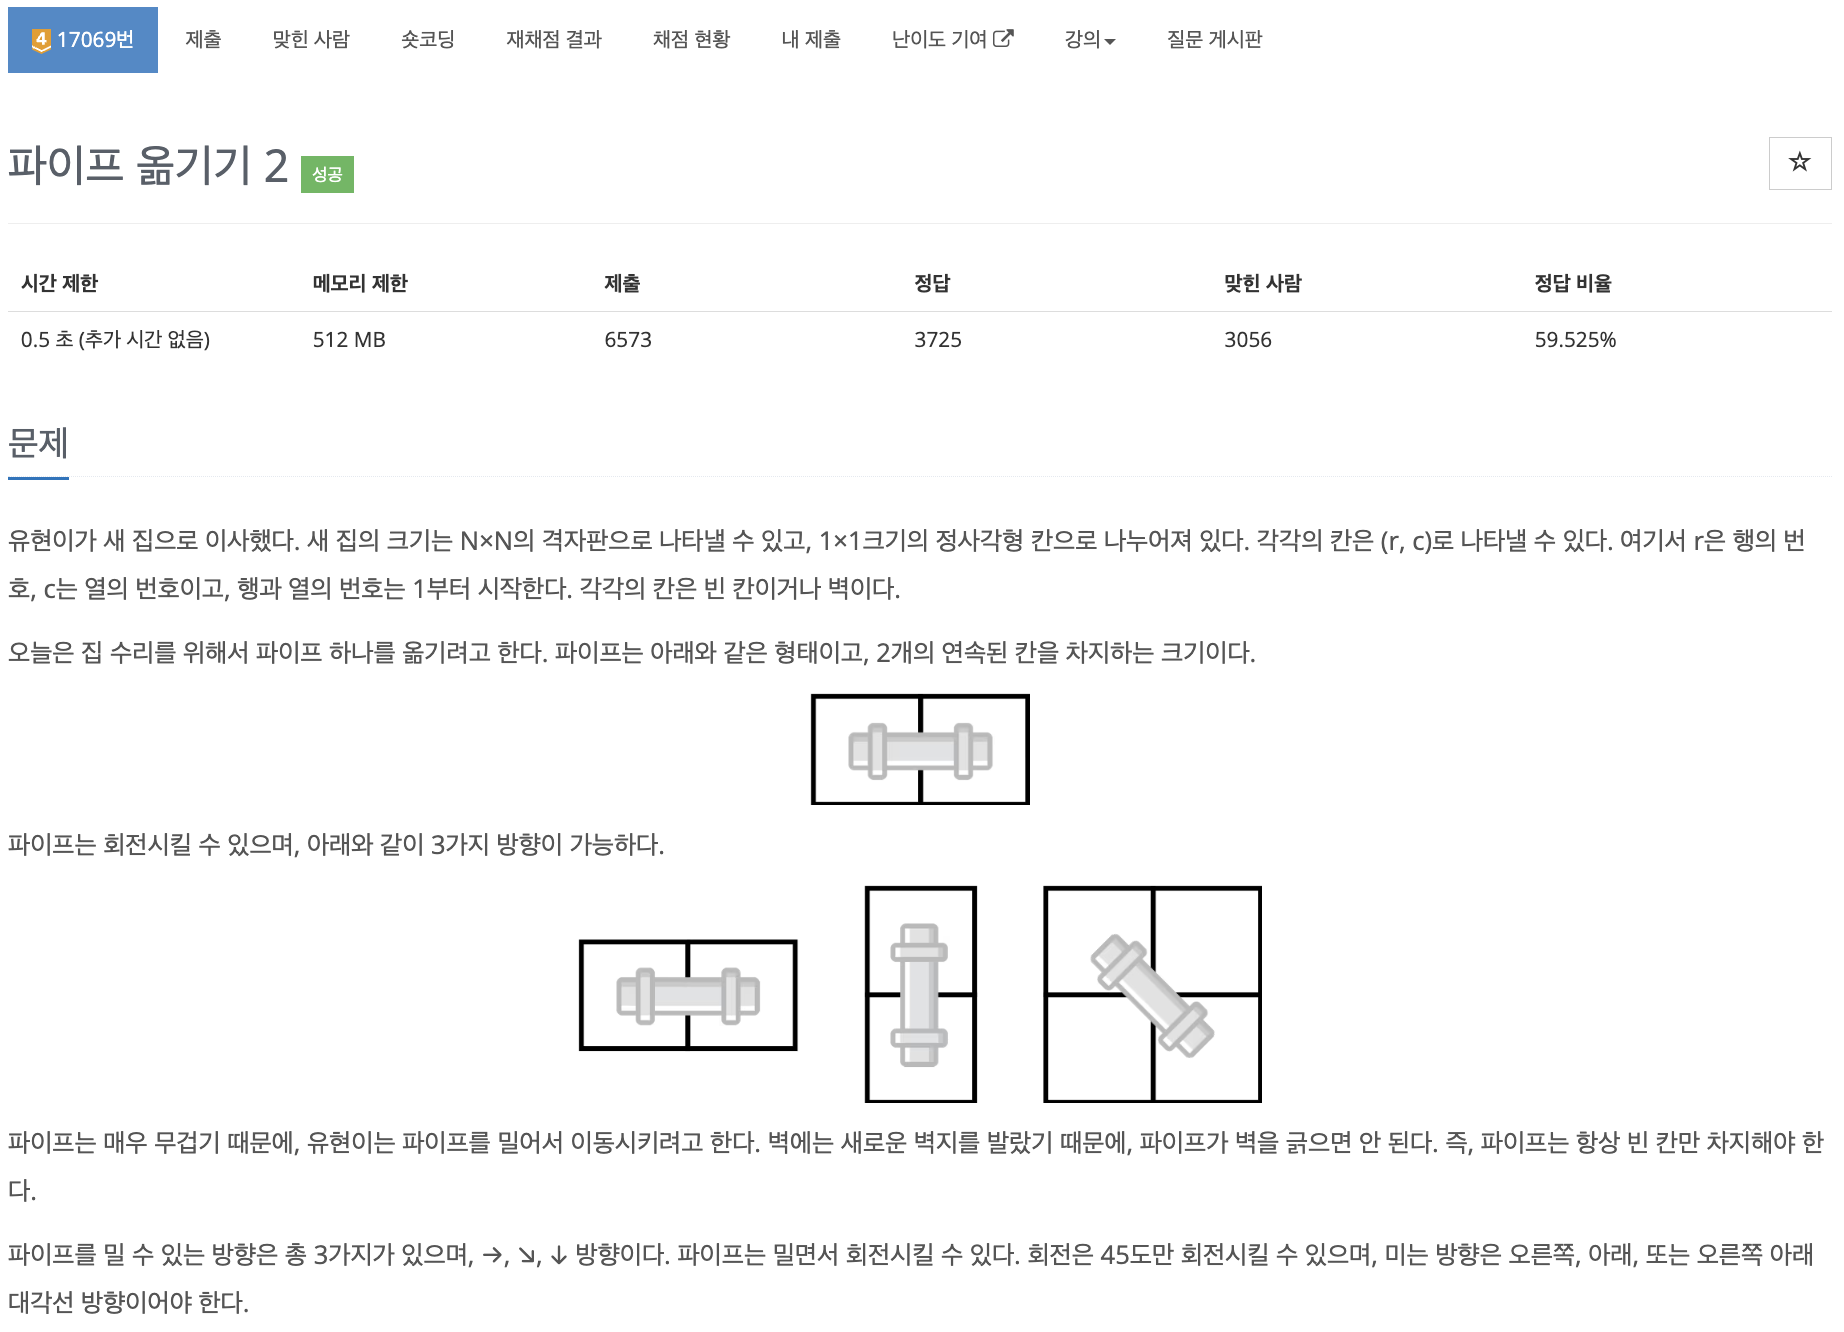 4 17069번 제출 맞힌 사람 숏코딩 재채점 결과 채점 현황 내 제출 난이도 기여 강의 질문 게시판
파이프 옮기기 2 성공
시간 제한 메모리 제한 제출 정답 맞힌 사람 정답 비율
0.5 초 (추가 시간 없음) 512 MB 6573 3725 3056 59.525%
문제
유현이가 새 집으로 이사했다. 새 집의 크기는 N×N의 격자판으로 나타낼 수 있고, 1×1크기의 정사각형 칸으로 나누어져 있다. 각각의 칸은 (r, c)로 나타낼 수 있다. 여기서 r은 행의 번
호, c는 열의 번호이고, 행과 열의 번호는 1부터 시작한다. 각각의 칸은 빈 칸이거나 벽이다.
오늘은 집 수리를 위해서 파이프 하나를 옮기려고 한다. 파이프는 아래와 같은 형태이고, 2개의 연속된 칸을 차지하는 크기이다.
파이프는 회전시킬 수 있으며, 아래와 같이 3가지 방향이 가능하다.
파이프는 매우 무겁기 때문에, 유현이는 파이프를 밀어서 이동시키려고 한다. 벽에는 새로운 벽지를 발랐기 때문에, 파이프가 벽을 긁으면 안 된다. 즉, 파이프는 항상 빈 칸만 차지해야 한
다.
파이프를 밀 수 있는 방향은 총 3가지가 있으며, →, ↘, ↓ 방향이다. 파이프는 밀면서 회전시킬 수 있다. 회전은 45도만 회전시킬 수 있으며, 미는 방향은 오른쪽, 아래, 또는 오른쪽 아래
대각선 방향이어야 한다.